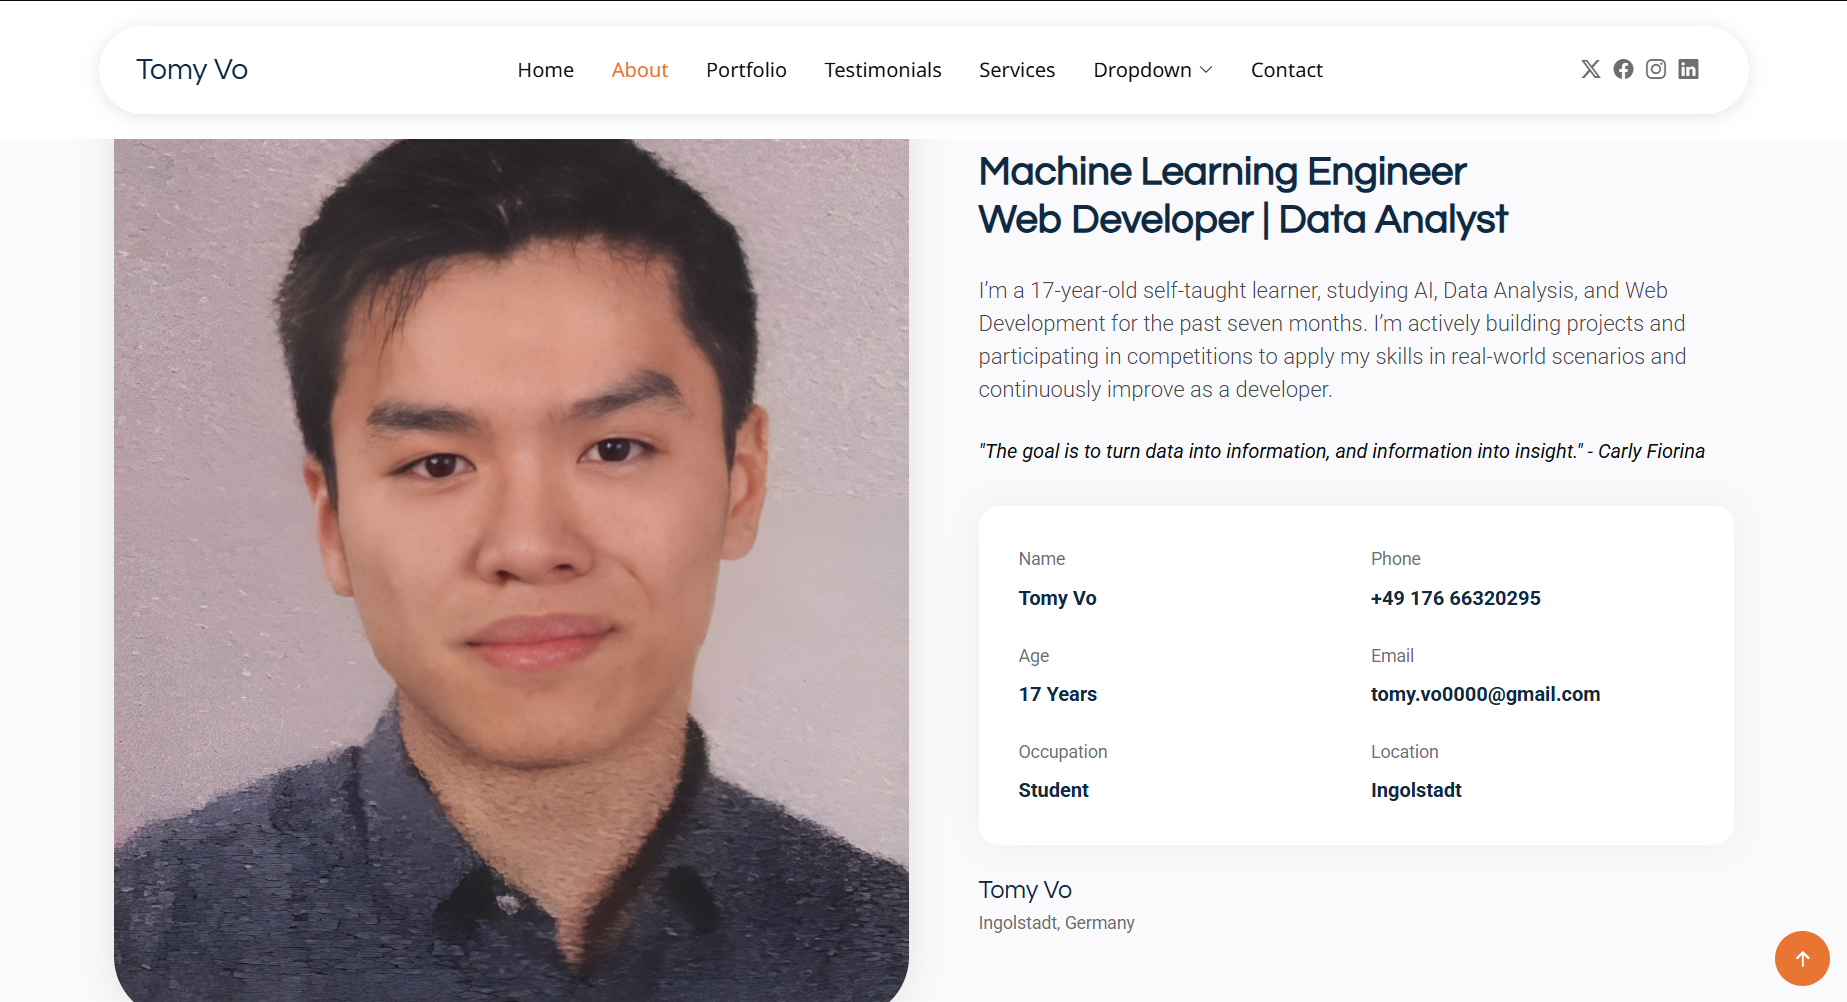 Tomy Vo
Home About Portfolio Testimonials Services Dropdown Contact
Machine Learning Engineer
Web Developer | Data Analyst
I’m a 17-year-old self-taught learner, studying AI, Data Analysis, and Web
Development for the past seven months. I’m actively building projects and
participating in competitions to apply my skills in real-world scenarios and
continuously improve as a developer.
"The goal is to turn data into information, and information into insight." - Carly Fiorina
Name
Tomy Vo
Phone
+49 176 66320295
Age
17 Years
Email
tomy.vo0000@gmail.com
Occupation
Student
Location
Ingolstadt
Tomy Vo
Ingolstadt, Germany